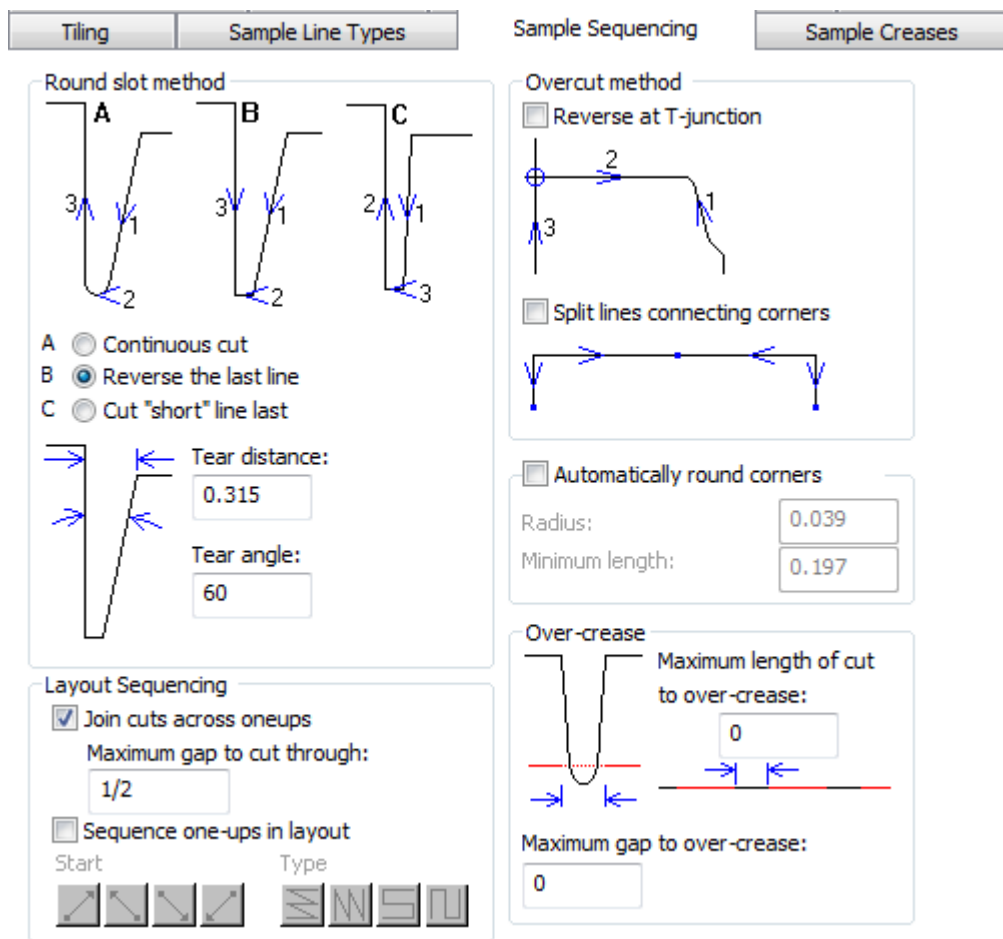 Tiling
Sample Line Types
Sample Sequencing
Sample Creases
Round slot method
A
B
C
3
1
2
3
1
2
2
1
3
A Continuous cut
B Reverse the last line
C Cut "short" line last
Tear distance:
0.315
Tear angle:
60
Layout Sequencing
Join cuts across oneups
Maximum gap to cut through:
1/2
Sequence one-ups in layout
Start
Type
Overcut method
Reverse at T-junction
2
1
3
Split lines connecting corners
Automatically round corners
Radius:
0.039
Minimum length:
0.197
Over-crease
Maximum length of cut
to over-crease:
0
Maximum gap to over-crease:
0